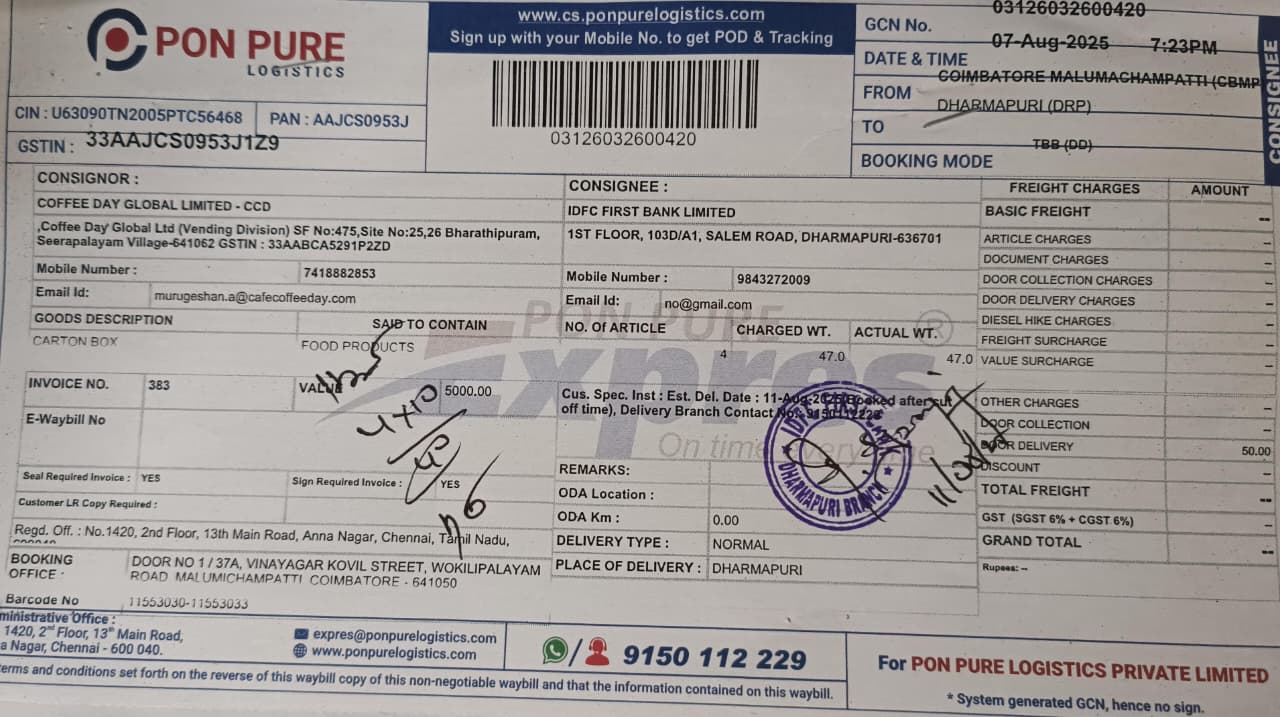 PON PURE
LOGISTICS
CIN : U63090TN2005PTC56468 PAN : AAJCS0953J
GSTIN : 33AAJCS0953J1Z9
www.cs.ponpurelogistics.com
Sign up with your Mobile No. to get POD & Tracking
03126032600420
GCN No. 03126032600420
DATE & TIME 07-Aug-2025 7:23PM
FROM COIMBATORE MALUMACHAMPATTI (CBMP
TO DHARMAPURI (DRP)
BOOKING MODE TBB (DD)
CONSIGNEE
CONSIGNOR :
COFFEE DAY GLOBAL LIMITED - CCD
,Coffee Day Global Ltd (Vending Division) SF No:475,Site No:25,26 Bharathipuram,
Seerapalayam Village-641062 GSTIN : 33AABCA5291P2ZD
Mobile Number : 7418882853
Email Id: murugeshan.a@cafecoffeeday.com
CONSIGNEE :
IDFC FIRST BANK LIMITED
1ST FLOOR, 103D/A1, SALEM ROAD, DHARMAPURI-636701
Mobile Number : 9843272009
Email Id: no@gmail.com
GOODS DESCRIPTION SAID TO CONTAIN
CARTON BOX FOOD PRODUCTS
NO. OF ARTICLE CHARGED WT. ACTUAL WT.
4 47.0 47.0
PON PURE
Expres ®
On time everytime
INVOICE NO. 383 VALUE 5000.00
4 x 10
E-Waybill No
Seal Required Invoice : YES Sign Required Invoice : YES
Customer LR Copy Required :
Cus. Spec. Inst : Est. Del. Date : 11-Aug-2025(Booked after cut
off time), Delivery Branch Contact No.- 9150112223
DHARMAPURI BRANCH
REMARKS:
ODA Location :
ODA Km : 0.00
DELIVERY TYPE : NORMAL
PLACE OF DELIVERY : DHARMAPURI
FREIGHT CHARGES AMOUNT
BASIC FREIGHT --
ARTICLE CHARGES --
DOCUMENT CHARGES --
DOOR COLLECTION CHARGES --
DOOR DELIVERY CHARGES --
DIESEL HIKE CHARGES --
FREIGHT SURCHARGE --
VALUE SURCHARGE --
OTHER CHARGES --
DOOR COLLECTION --
DOOR DELIVERY 50.00
DISCOUNT --
TOTAL FREIGHT --
GST (SGST 6% + CGST 6%) --
GRAND TOTAL --
Rupees: --
Regd. Off. : No.1420, 2nd Floor, 13th Main Road, Anna Nagar, Chennai, Tamil Nadu,
BOOKING OFFICE : DOOR NO 1 / 37A, VINAYAGAR KOVIL STREET, WOKILIPALAYAM
ROAD MALUMICHAMPATTI COIMBATORE - 641050
Barcode No 11553030-11553033
ministrative Office :
1420, 2nd Floor, 13th Main Road,
a Nagar, Chennai - 600 040.
expres@ponpurelogistics.com
www.ponpurelogistics.com
9150 112 229
For PON PURE LOGISTICS PRIVATE LIMITED
* System generated GCN, hence no sign.
terms and conditions set forth on the reverse of this waybill copy of this non-negotiable waybill and that the information contained on this waybill.